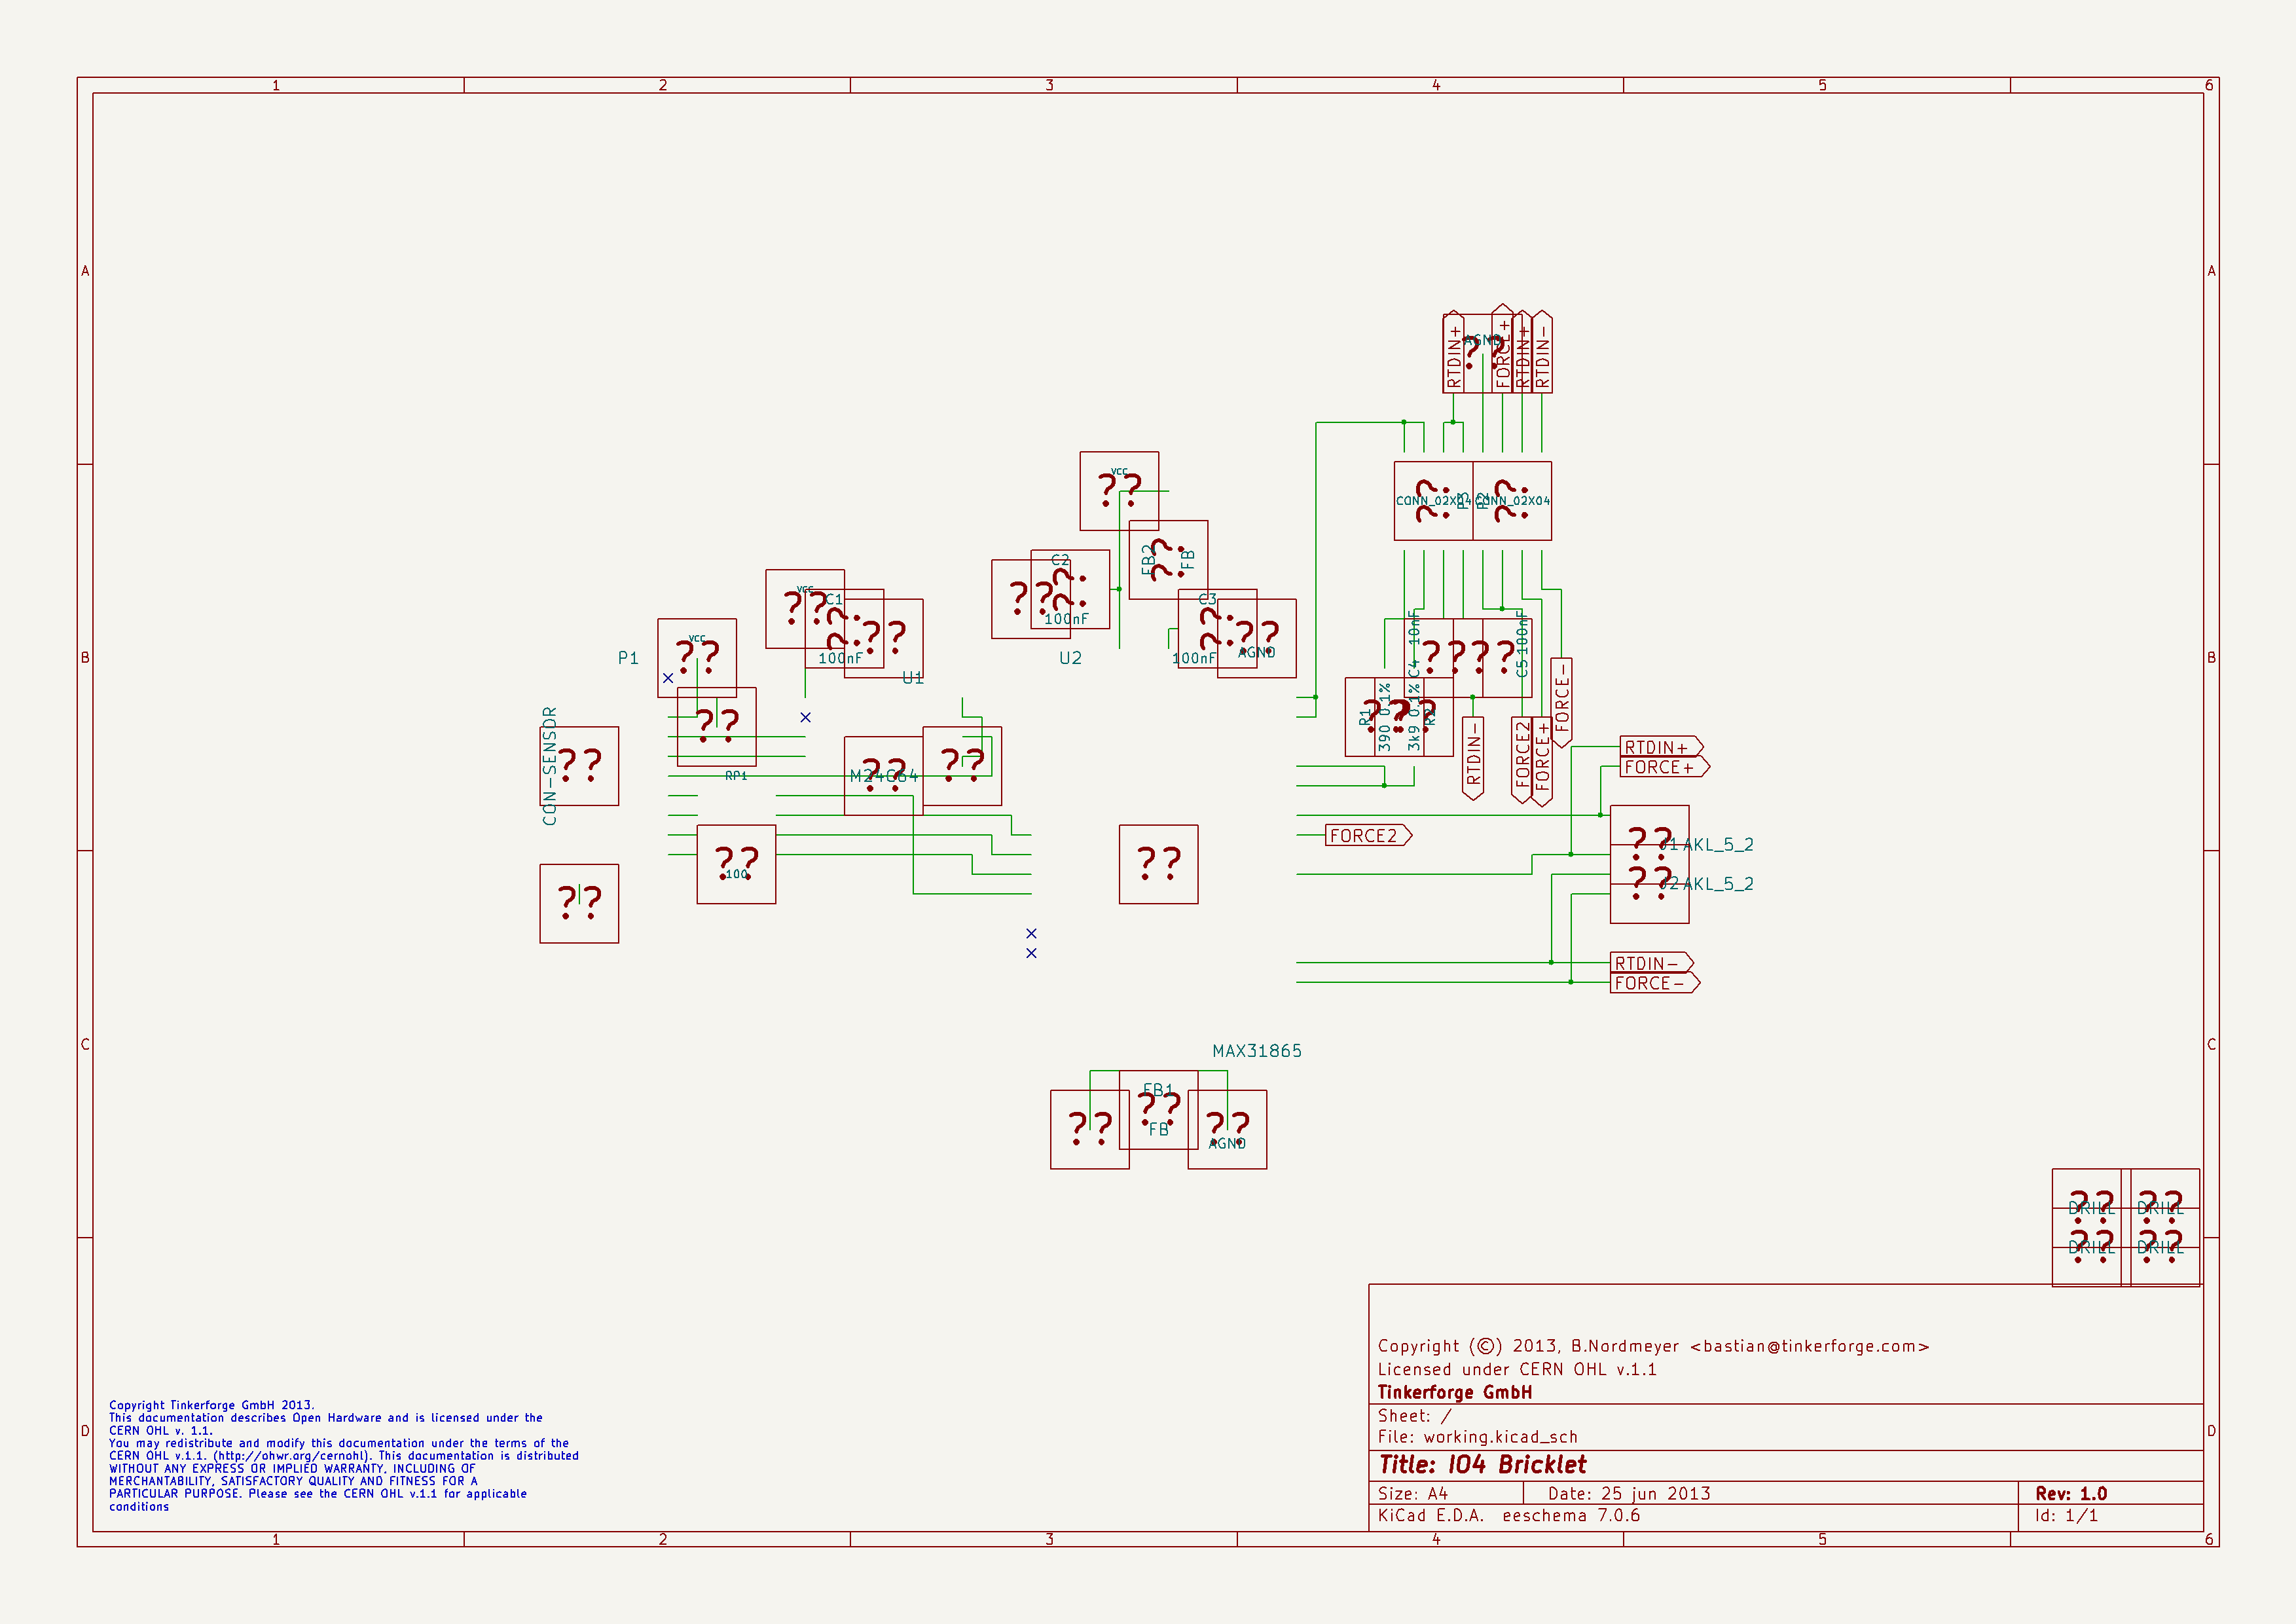 1 2 3 4 5 6
A A
B B
C C
D D
1 2 3 4 5 6
RTDIN+
AGND
FORCE+
RTDIN+
RTDIN-
VCC
CONN_02X04
P3
P2
CONN_02X04
FB2
FB
C2
100nF
VCC
C1
100nF
C3
100nF
AGND
VCC
P1
U1
U2
CON-SENSOR
RP1
100
M24C64
R1
390 0.1%
3k9 0.1%
R2
C4
10nF
C5
100nF
FORCE-
RTDIN-
FORCE2
FORCE+
RTDIN+
FORCE+
FORCE2
J1
AKL_5_2
J2
AKL_5_2
RTDIN-
FORCE-
MAX31865
FB1
FB
AGND
?? ??
DRILL DRILL
DRILL DRILL
Copyright (©) 2013, B.Nordmeyer <bastian@tinkerforge.com>
Licensed under CERN OHL v.1.1
Tinkerforge GmbH
Sheet: /
File: working.kicad_sch
Title: IO4 Bricklet
Size: A4 Date: 25 jun 2013 Rev: 1.0
KiCad E.D.A. eeschema 7.0.6 Id: 1/1
Copyright Tinkerforge GmbH 2013.
This documentation describes Open Hardware and is licensed under the
CERN OHL v. 1.1.
You may redistribute and modify this documentation under the terms of the
CERN OHL v.1.1. (http://ohwr.org/cernohl). This documentation is distributed
WITHOUT ANY EXPRESS OR IMPLIED WARRANTY, INCLUDING OF
MERCHANTABILITY, SATISFACTORY QUALITY AND FITNESS FOR A
PARTICULAR PURPOSE. Please see the CERN OHL v.1.1 for applicable
conditions